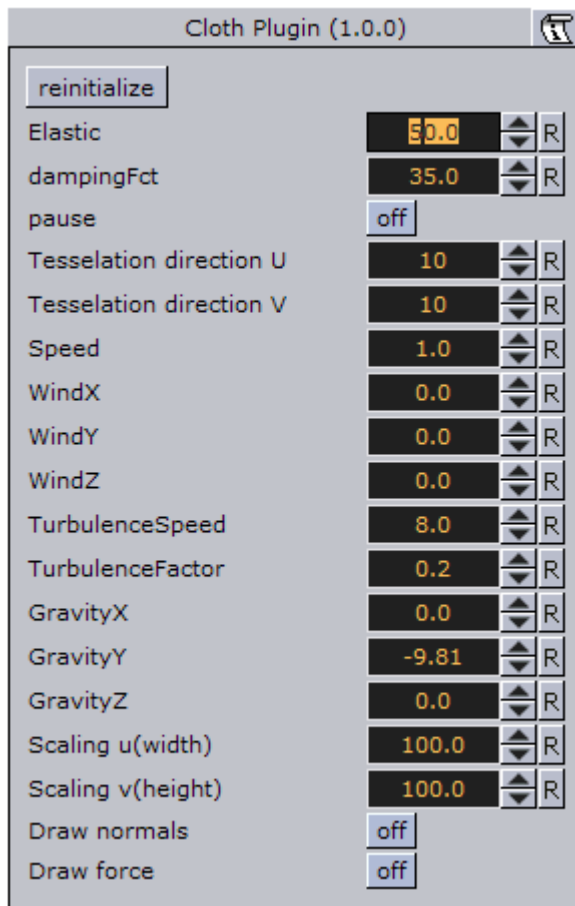 Cloth Plugin (1.0.0)
reinitialize
Elastic 50.0 R
dampingFct 35.0 R
pause off
Tesselation direction U 10 R
Tesselation direction V 10 R
Speed 1.0 R
WindX 0.0 R
WindY 0.0 R
WindZ 0.0 R
TurbulenceSpeed 8.0 R
TurbulenceFactor 0.2 R
GravityX 0.0 R
GravityY -9.81 R
GravityZ 0.0 R
Scaling u(width) 100.0 R
Scaling v(height) 100.0 R
Draw normals off
Draw force off